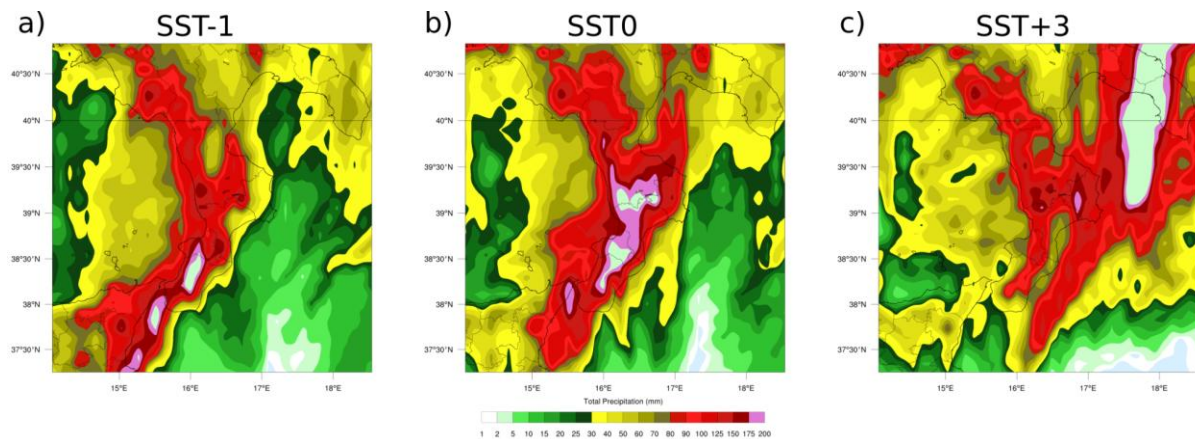 a) SST-1 b) SST0 c) SST+3
40°30'N 40°30'N 40°30'N
40°N 40°N 40°N
39°30'N 39°30'N 39°30'N
39°N 39°N 39°N
38°30'N 38°30'N 38°30'N
38°N 38°N 38°N
37°30'N 37°30'N 37°30'N
15°E 16°E 17°E 18°E 15°E 16°E 17°E 18°E 15°E 16°E 17°E 18°E
Total Precipitation (mm)
1 2 5 10 15 20 25 30 40 50 60 70 80 90 100 125 150 175 200